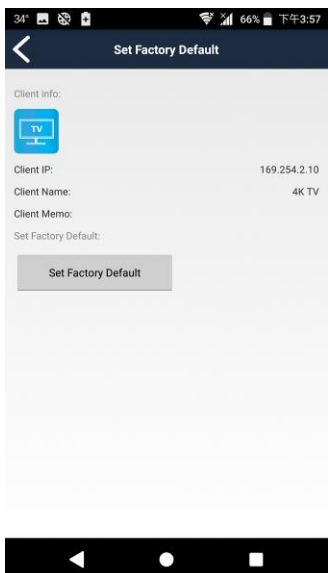 34° 66% 下午3:57
Set Factory Default
Client info:
TV
Client IP: 169.254.2.10
Client Name: 4K TV
Client Memo:
Set Factory Default:
Set Factory Default